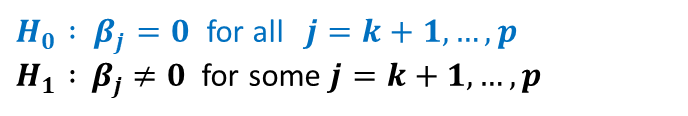 H₀ : βⱼ = 0 for all j = k + 1, ... , p
H₁ : βⱼ ≠ 0 for some j = k + 1, ... , p